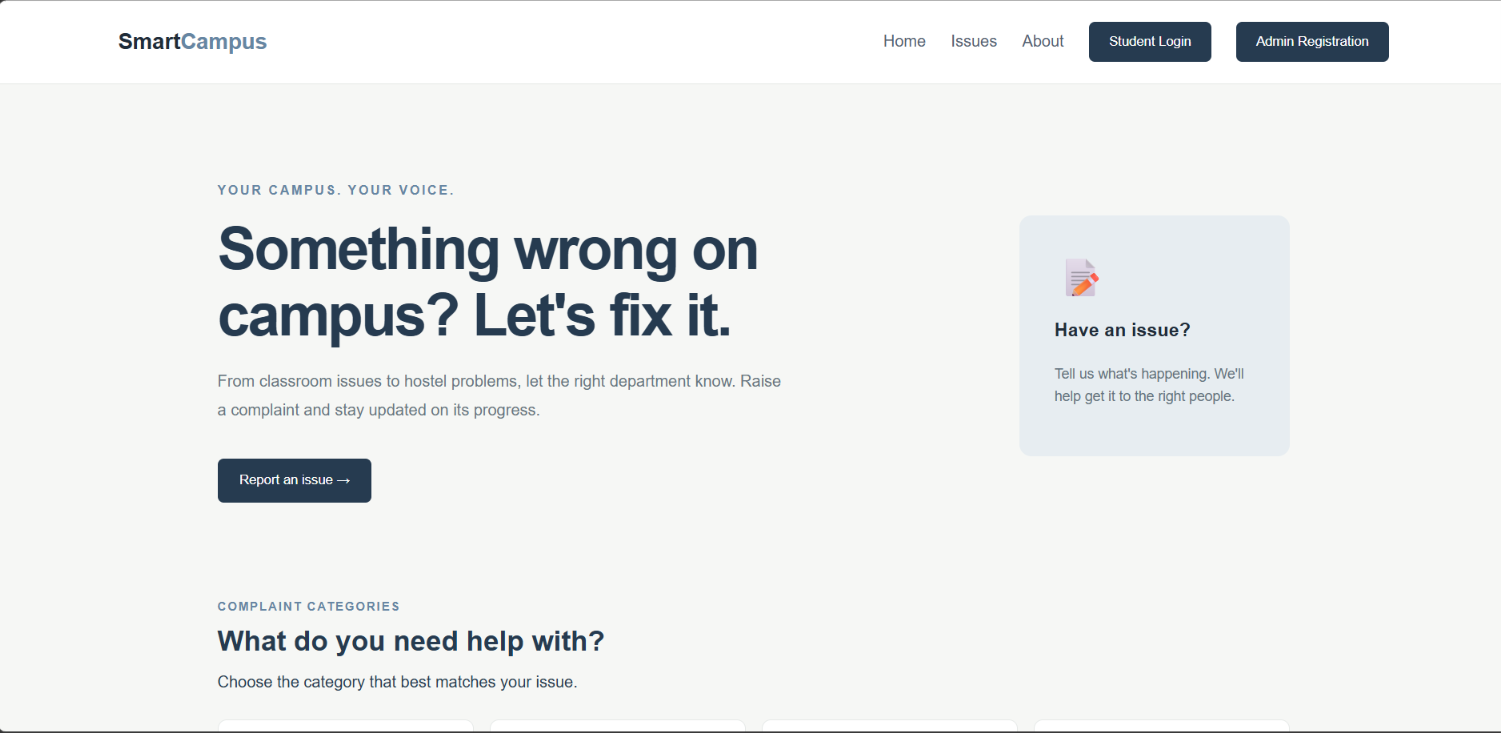 SmartCampus
Home
Issues
About
Student Login
Admin Registration
YOUR CAMPUS. YOUR VOICE.
Something wrong on
campus? Let's fix it.
From classroom issues to hostel problems, let the right department know. Raise
a complaint and stay updated on its progress.
Report an issue →
Have an issue?
Tell us what's happening. We'll
help get it to the right people.
COMPLAINT CATEGORIES
What do you need help with?
Choose the category that best matches your issue.